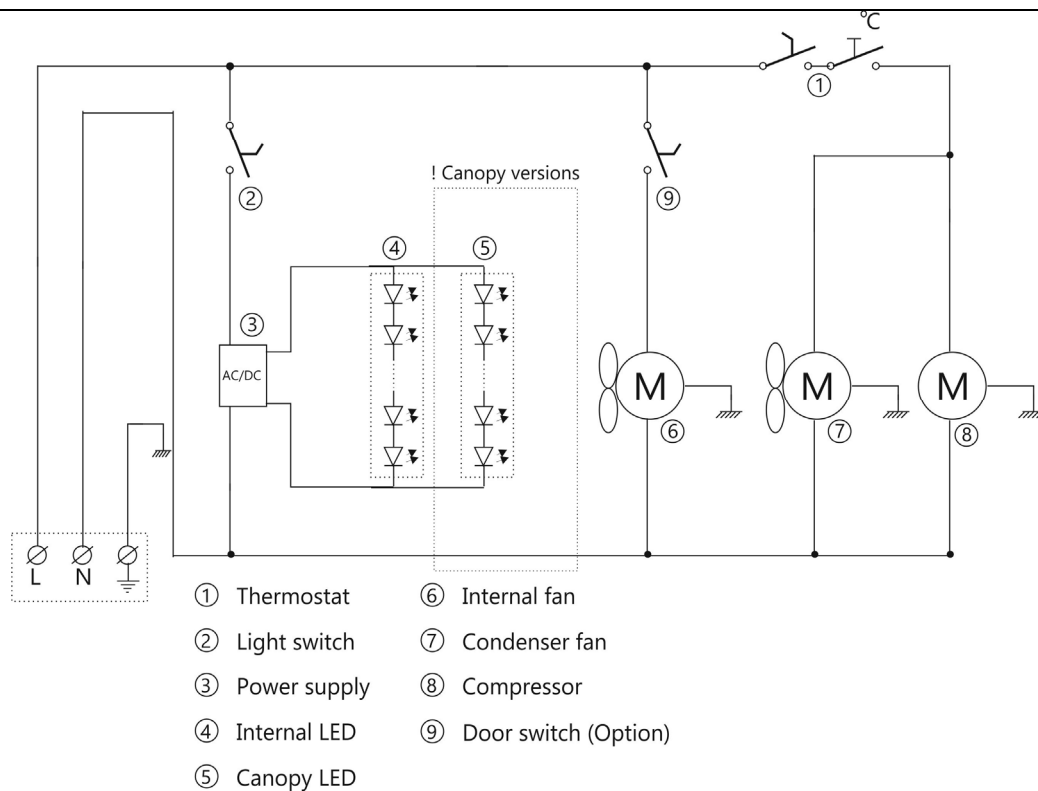 °C
①
②
! Canopy versions
⑨
④
⑤
③
AC/DC
M
M
M
⑥
⑦
⑧
L
N
① Thermostat
② Light switch
③ Power supply
④ Internal LED
⑤ Canopy LED
⑥ Internal fan
⑦ Condenser fan
⑧ Compressor
⑨ Door switch (Option)